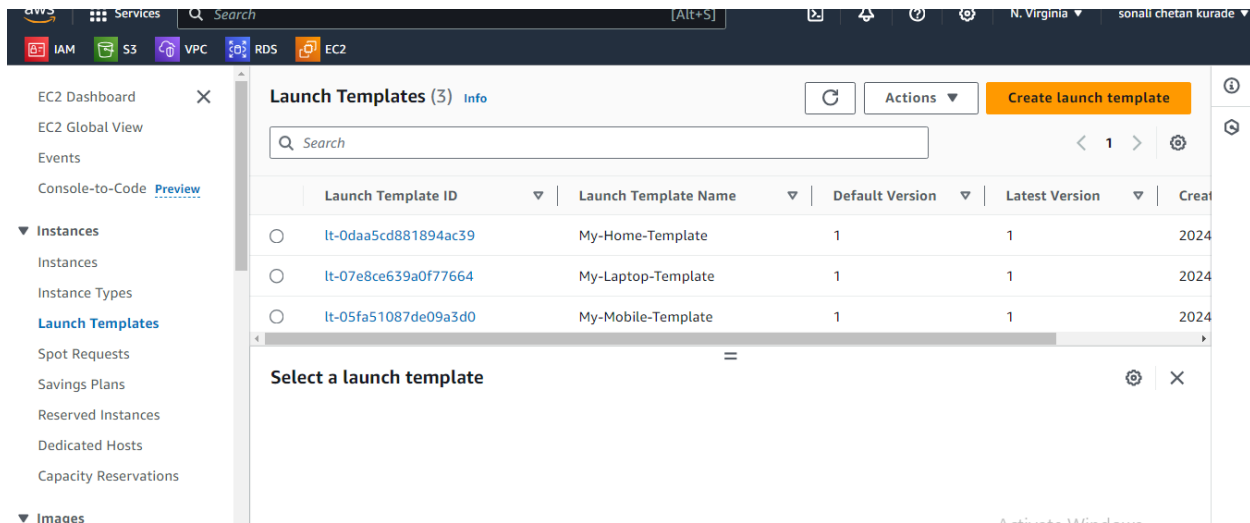 aws Services Search [Alt+S] N. Virginia sonali chetan kurade
IAM S3 VPC RDS EC2
EC2 Dashboard
EC2 Global View
Events
Console-to-Code Preview
Instances
Instances
Instance Types
Launch Templates
Spot Requests
Savings Plans
Reserved Instances
Dedicated Hosts
Capacity Reservations
Images
Launch Templates (3) Info Actions Create launch template
Search 1
Launch Template ID Launch Template Name Default Version Latest Version Creat
lt-0daa5cd881894ac39 My-Home-Template 1 1 2024
lt-07e8ce639a0f77664 My-Laptop-Template 1 1 2024
lt-05fa51087de09a3d0 My-Mobile-Template 1 1 2024
Select a launch template
Activate Windows